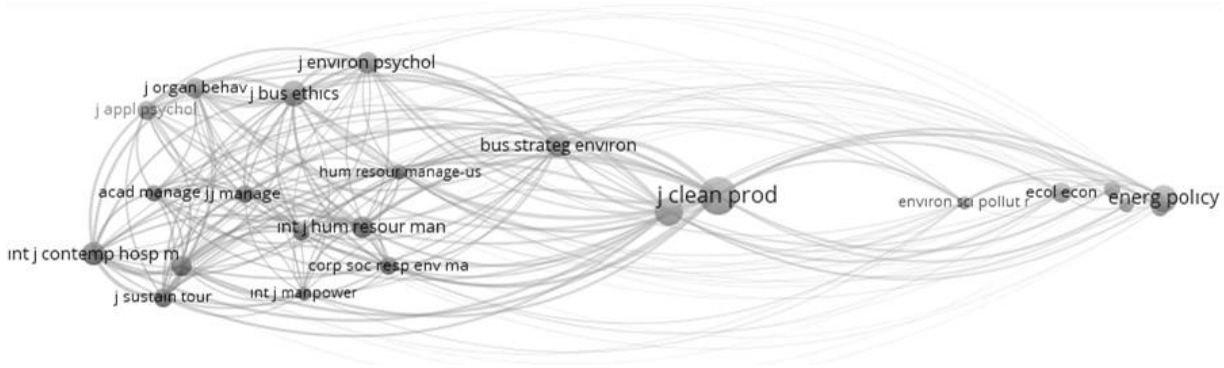 j environ psychol
j organ behav
j bus ethics
j appl psychol
bus strateg environ
hum resour manage-us
acad manage j
j manage
j clean prod
environ sci pollut r
ecol econ
energ policy
int j hum resour man
int j contemp hosp m
corp soc resp env ma
j sustain tour
int j manpower